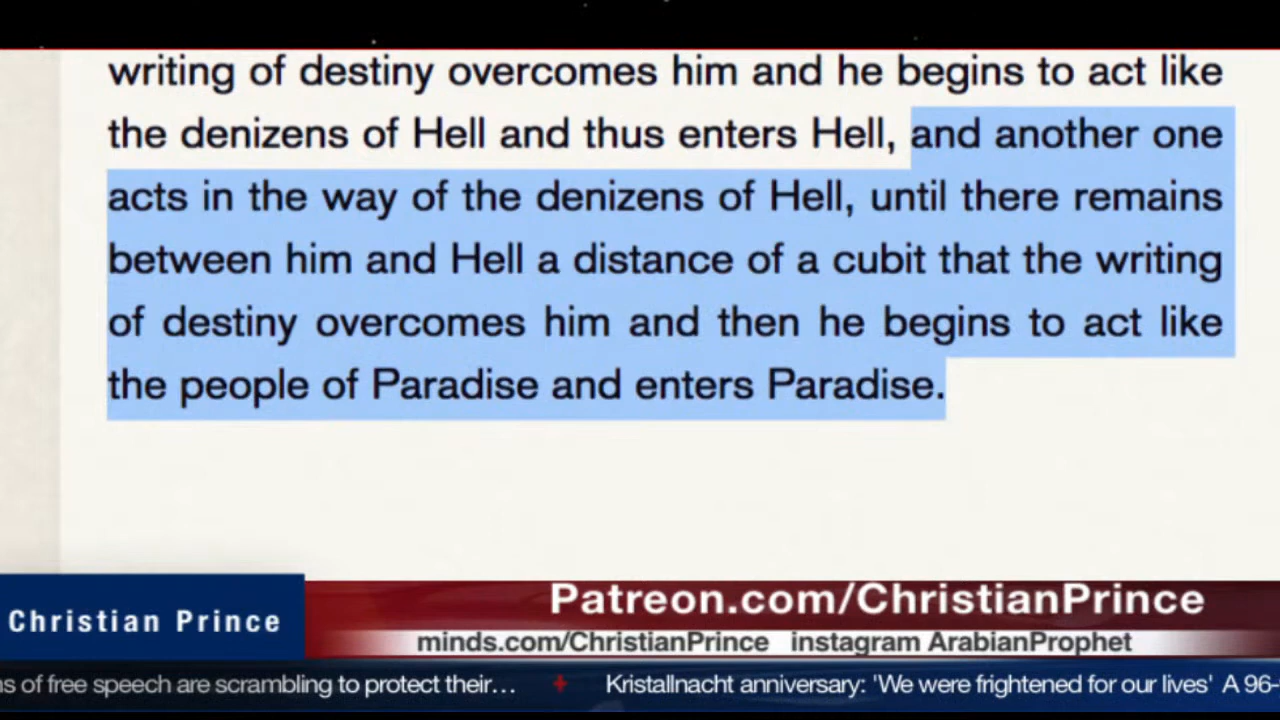 writing of destiny overcomes him and he begins to act like
the denizens of Hell and thus enters Hell, and another one
acts in the way of the denizens of Hell, until there remains
between him and Hell a distance of a cubit that the writing
of destiny overcomes him and then he begins to act like
the people of Paradise and enters Paradise.
Christian Prince
Patreon.com/ChristianPrince
minds.com/ChristianPrince instagram ArabianProphet
of free speech are scrambling to protect their… + Kristallnacht anniversary: 'We were frightened for our lives' A 96-